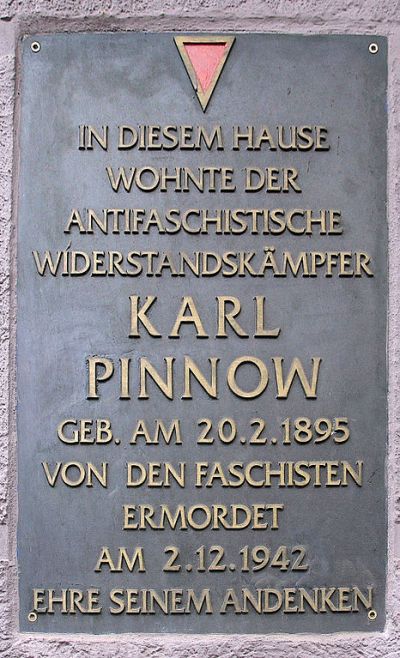 IN DIESEM HAUSE
WOHNTE DER
ANTIFASCHISTISCHE
WIDERSTANDSKÄMPFER
KARL
PINNOW
GEB. AM 20.2.1895
VON DEN FASCHISTEN
ERMORDET
AM 2.12.1942
EHRE SEINEM ANDENKEN